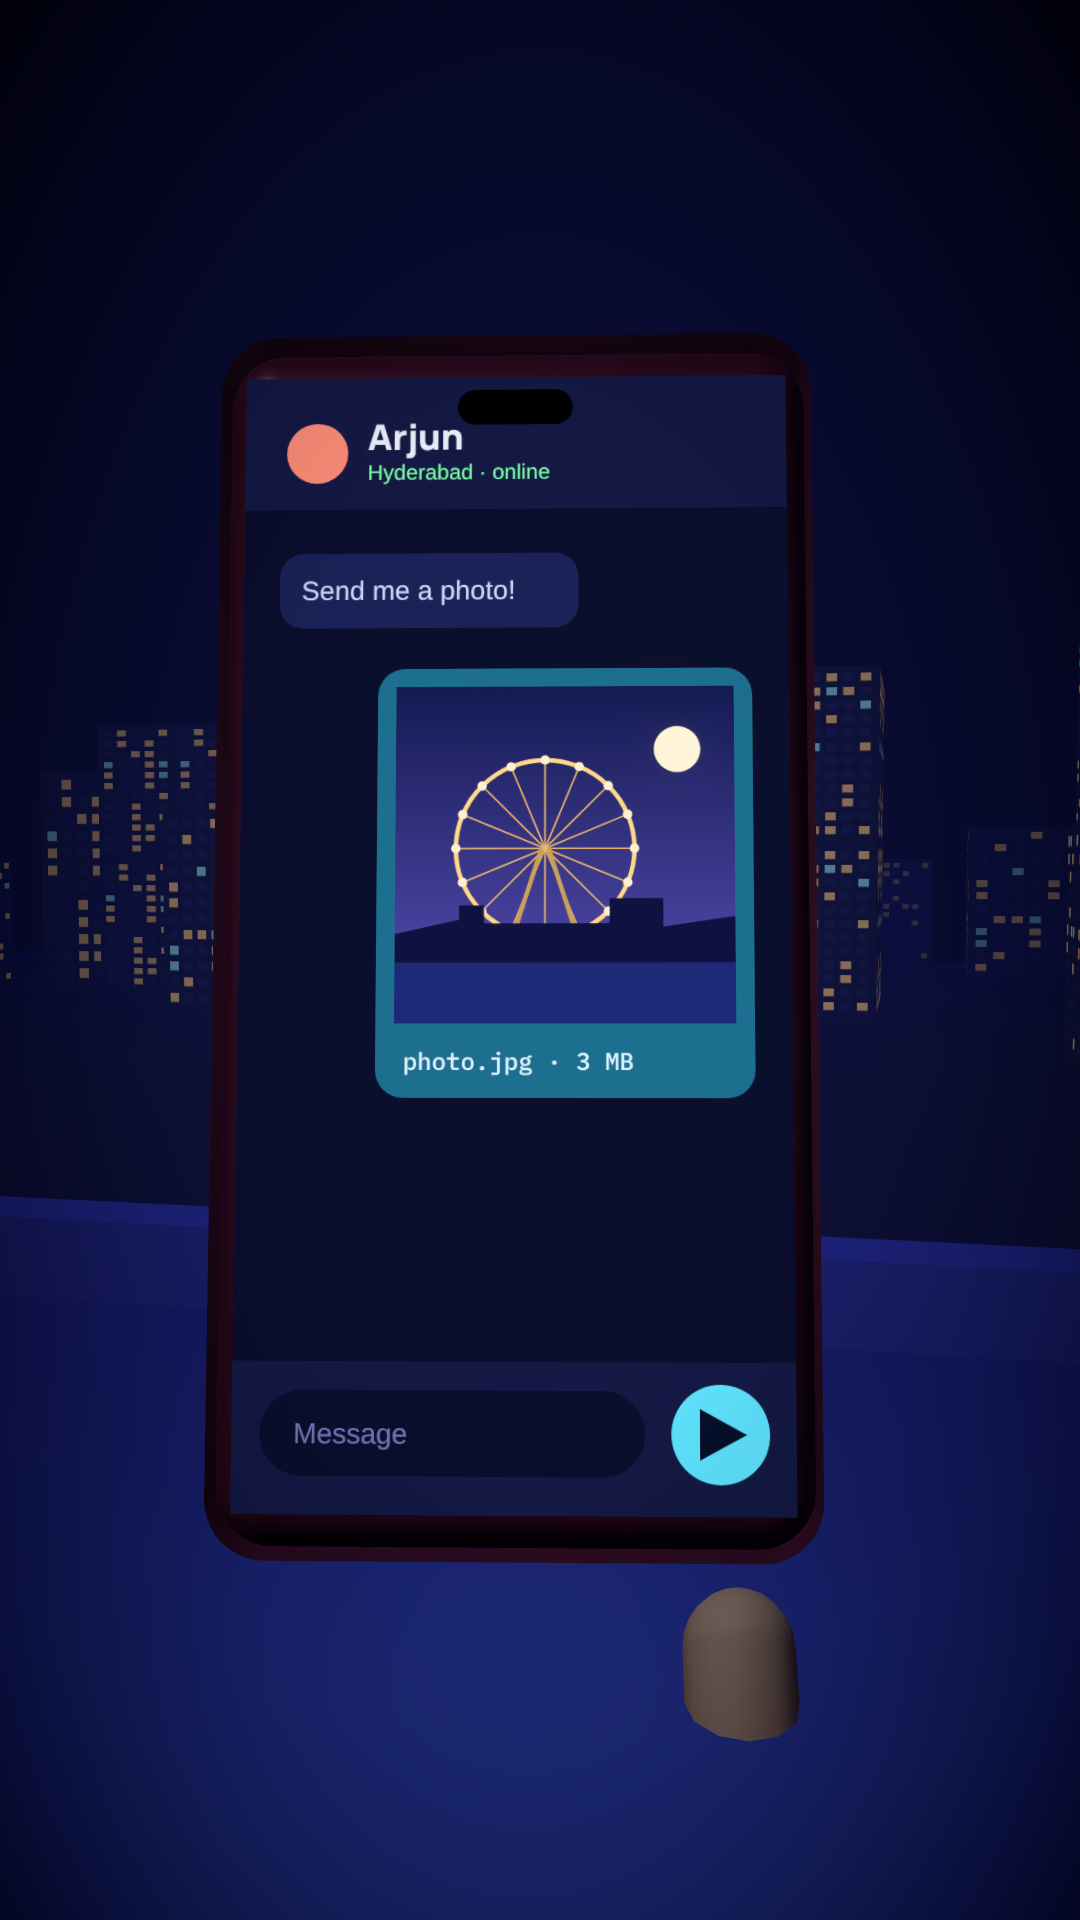 Arjun
Hyderabad · online
Send me a photo!
photo.jpg · 3 MB
Message